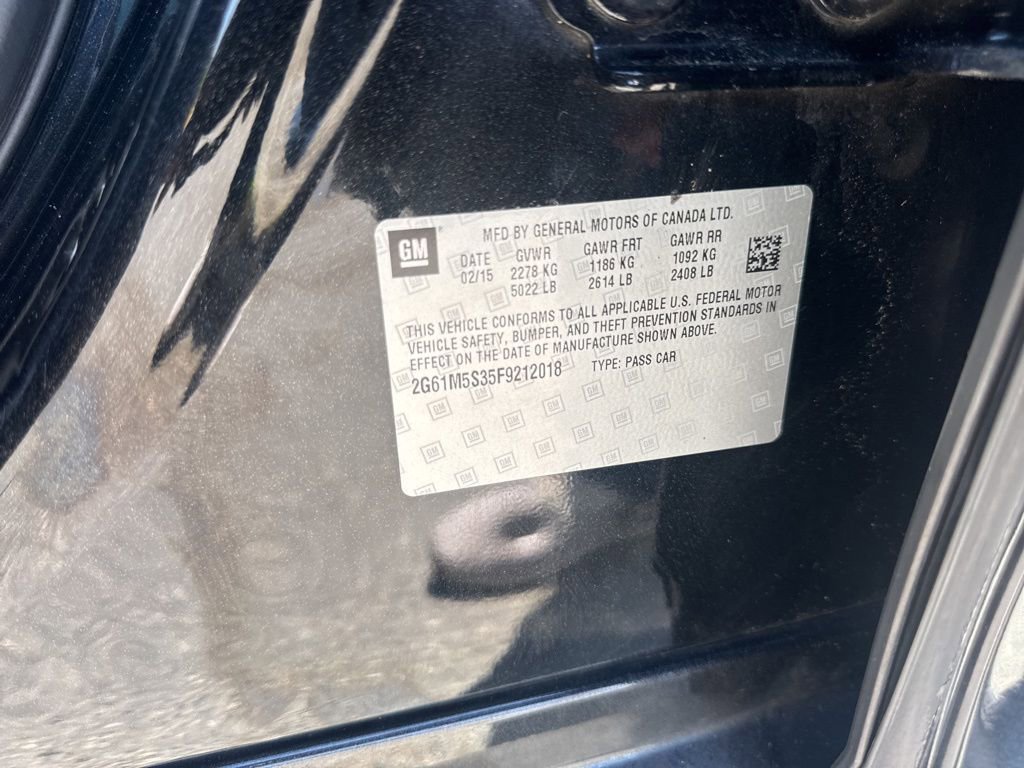 GM
MFD BY GENERAL MOTORS OF CANADA LTD.
DATE GVWR GAWR FRT GAWR RR
02/15 2278 KG 1186 KG 1092 KG
5022 LB 2614 LB 2408 LB
THIS VEHICLE CONFORMS TO ALL APPLICABLE U.S. FEDERAL MOTOR
VEHICLE SAFETY, BUMPER, AND THEFT PREVENTION STANDARDS IN
EFFECT ON THE DATE OF MANUFACTURE SHOWN ABOVE.
2G61M5S35F9212018 TYPE: PASS CAR